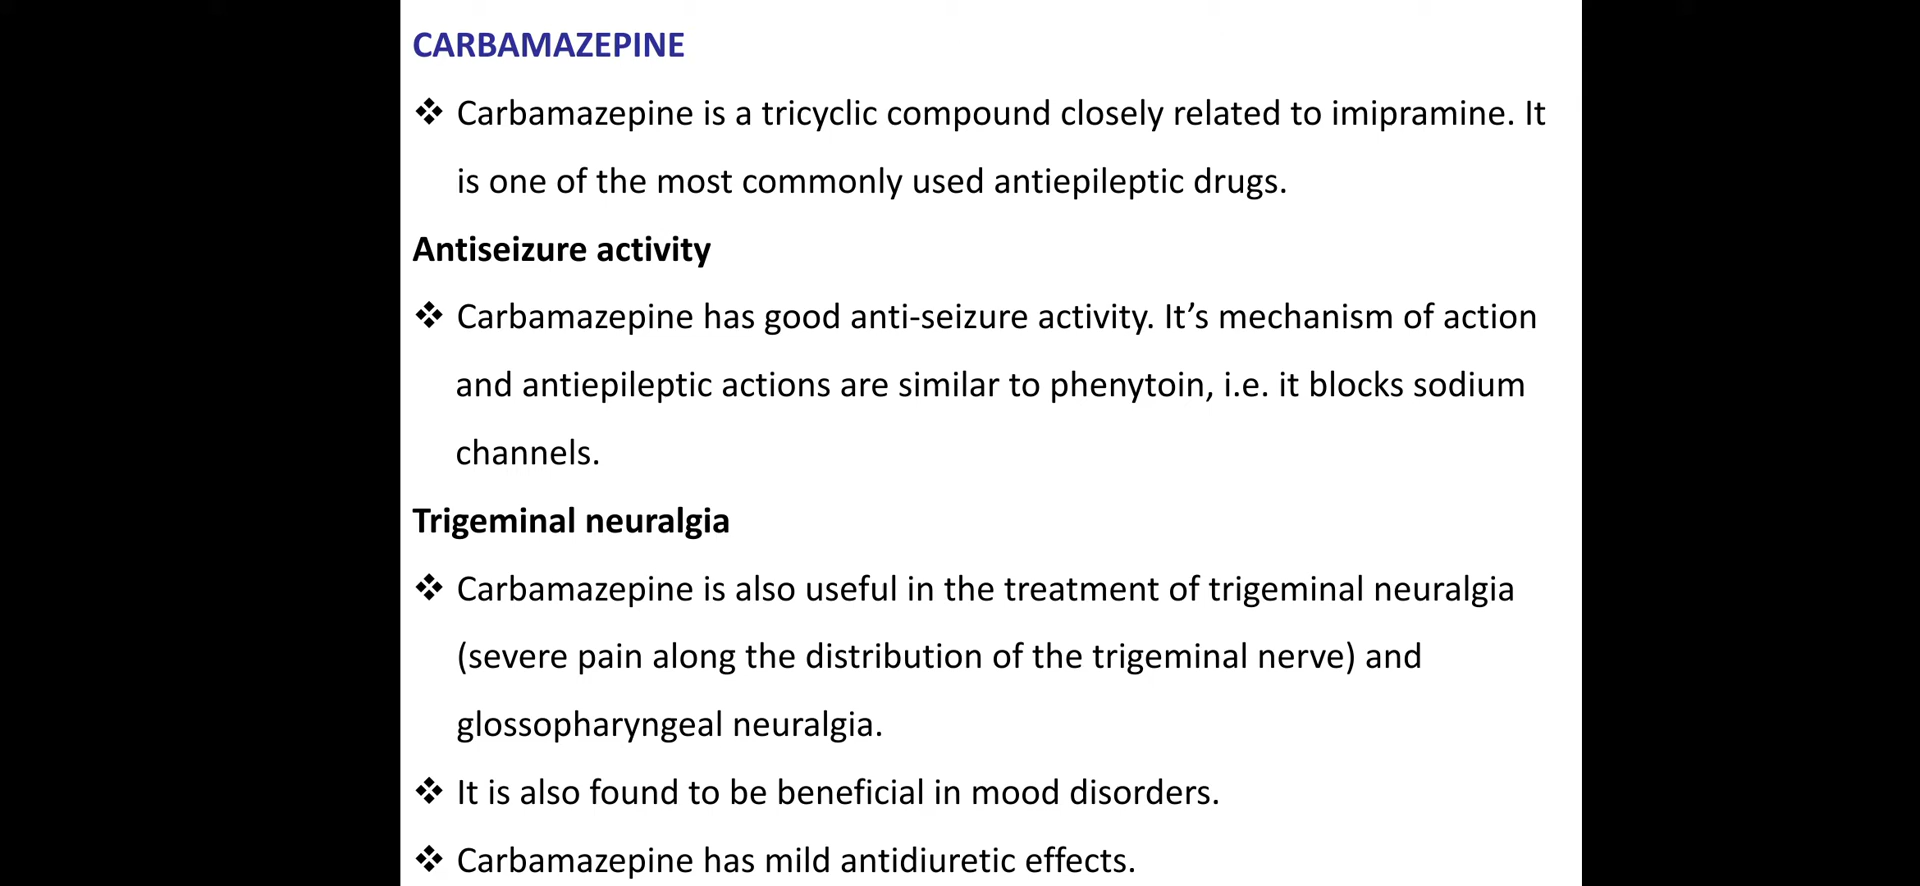 CARBAMAZEPINE
❖ Carbamazepine is a tricyclic compound closely related to imipramine. It
is one of the most commonly used antiepileptic drugs.
Antiseizure activity
❖ Carbamazepine has good anti-seizure activity. It’s mechanism of action
and antiepileptic actions are similar to phenytoin, i.e. it blocks sodium
channels.
Trigeminal neuralgia
❖ Carbamazepine is also useful in the treatment of trigeminal neuralgia
(severe pain along the distribution of the trigeminal nerve) and
glossopharyngeal neuralgia.
❖ It is also found to be beneficial in mood disorders.
❖ Carbamazepine has mild antidiuretic effects.